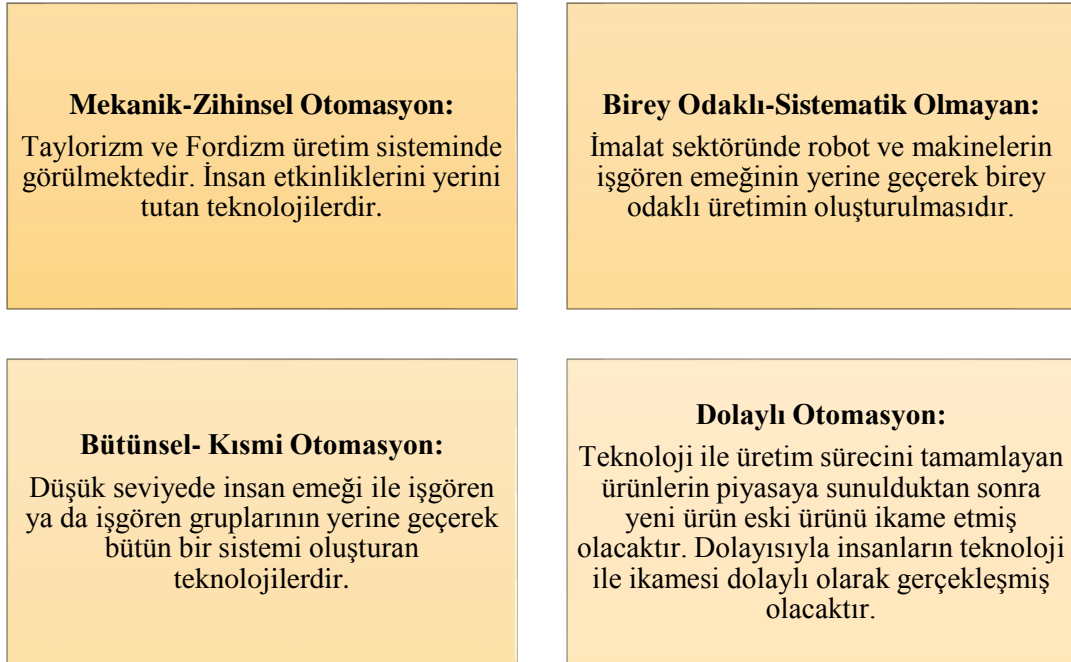 Mekanik-Zihinsel Otomasyon:
Taylorizm ve Fordizm üretim sisteminde
görülmektedir. İnsan etkinliklerini yerini
tutan teknolojilerdir.
Birey Odaklı-Sistematik Olmayan:
İmalat sektöründe robot ve makinelerin
işgören emeğinin yerine geçerek birey
odaklı üretimin oluşturulmasıdır.
Bütünsel- Kısmi Otomasyon:
Düşük seviyede insan emeği ile işgören
ya da işgören gruplarının yerine geçerek
bütün bir sistemi oluşturan
teknolojilerdir.
Dolaylı Otomasyon:
Teknoloji ile üretim sürecini tamamlayan
ürünlerin piyasaya sunulduktan sonra
yeni ürün eski ürünü ikame etmiş
olacaktır. Dolayısıyla insanların teknoloji
ile ikamesi dolaylı olarak gerçekleşmiş
olacaktır.